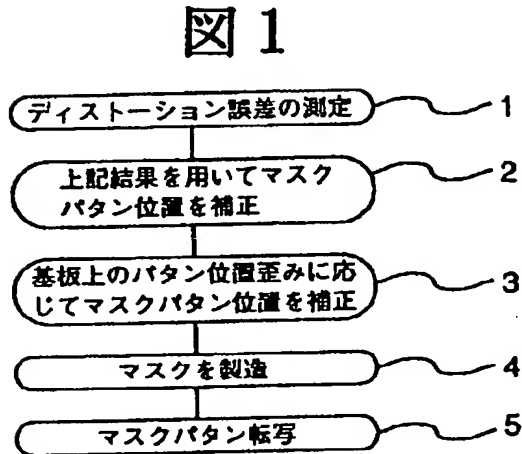 図 1
ディストーション誤差の測定 1
上記結果を用いてマスク
パタン位置を補正 2
基板上のパタン位置歪みに応
じてマスクパタン位置を補正 3
マスクを製造 4
マスクパタン転写 5